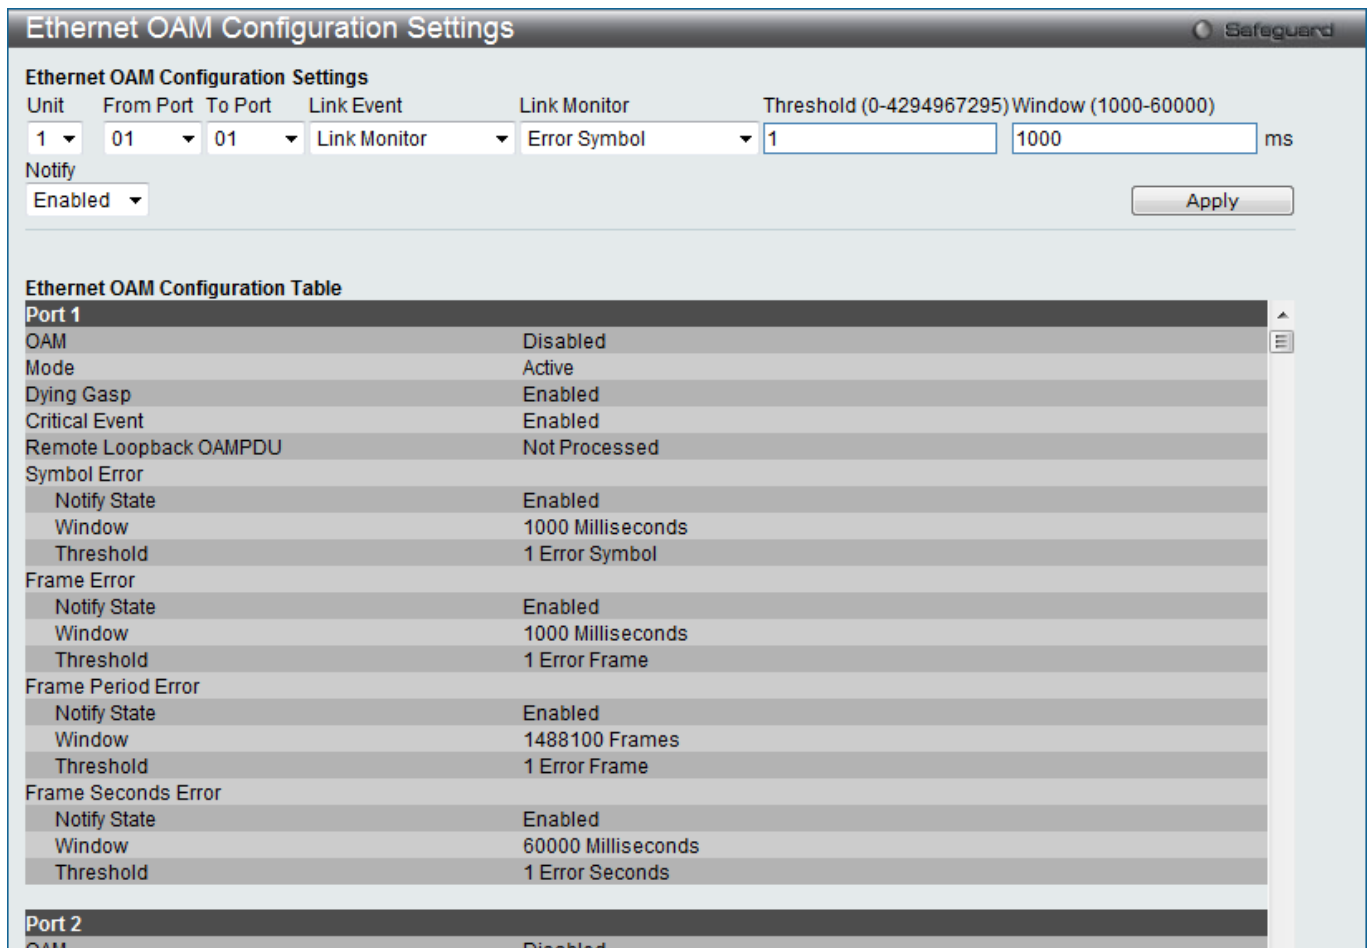 Ethernet OAM Configuration Settings
Safeguard
Ethernet OAM Configuration Settings
Unit From Port To Port Link Event Link Monitor Threshold (0-4294967295) Window (1000-60000)
1 01 01 Link Monitor Error Symbol 1 1000 ms
Notify
Enabled Apply
Ethernet OAM Configuration Table
Port 1
OAM Disabled
Mode Active
Dying Gasp Enabled
Critical Event Enabled
Remote Loopback OAMPDU Not Processed
Symbol Error
Notify State Enabled
Window 1000 Milliseconds
Threshold 1 Error Symbol
Frame Error
Notify State Enabled
Window 1000 Milliseconds
Threshold 1 Error Frame
Frame Period Error
Notify State Enabled
Window 1488100 Frames
Threshold 1 Error Frame
Frame Seconds Error
Notify State Enabled
Window 60000 Milliseconds
Threshold 1 Error Seconds
Port 2
OAM Disabled